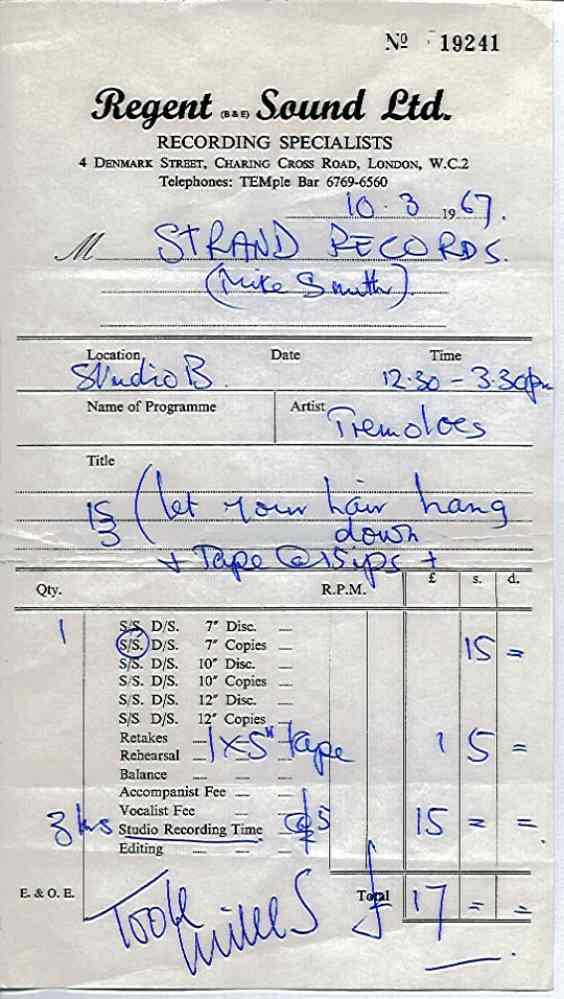 Nº 19241
Regent (B&E) Sound Ltd.
RECORDING SPECIALISTS
4 DENMARK STREET, CHARING CROSS ROAD, LONDON, W.C.2
Telephones: TEMple Bar 6769-6560
10 . 3 1967.
M STRAND RECORDS.
(Mike Smith)
Location Date Time
Studio B. 12.30 - 3.30pm
Name of Programme Artist Tremoloes
Title
(let your hair hang
down
+ Tape @ 15 ips +
Qty. R.P.M. £ s. d.
1 S/S. D/S. 7" Disc.
S/S. D/S. 7" Copies 15 =
S/S. D/S. 10" Disc.
S/S. D/S. 10" Copies
S/S. D/S. 12" Disc.
S/S. D/S. 12" Copies
Retakes
Rehearsal 1 x 5" tape 1 5 =
Balance
Accompanist Fee
Vocalist Fee
3 hrs Studio Recording Time @ £5 15 = =
Editing
E. & O. E. Total £ 17 = =